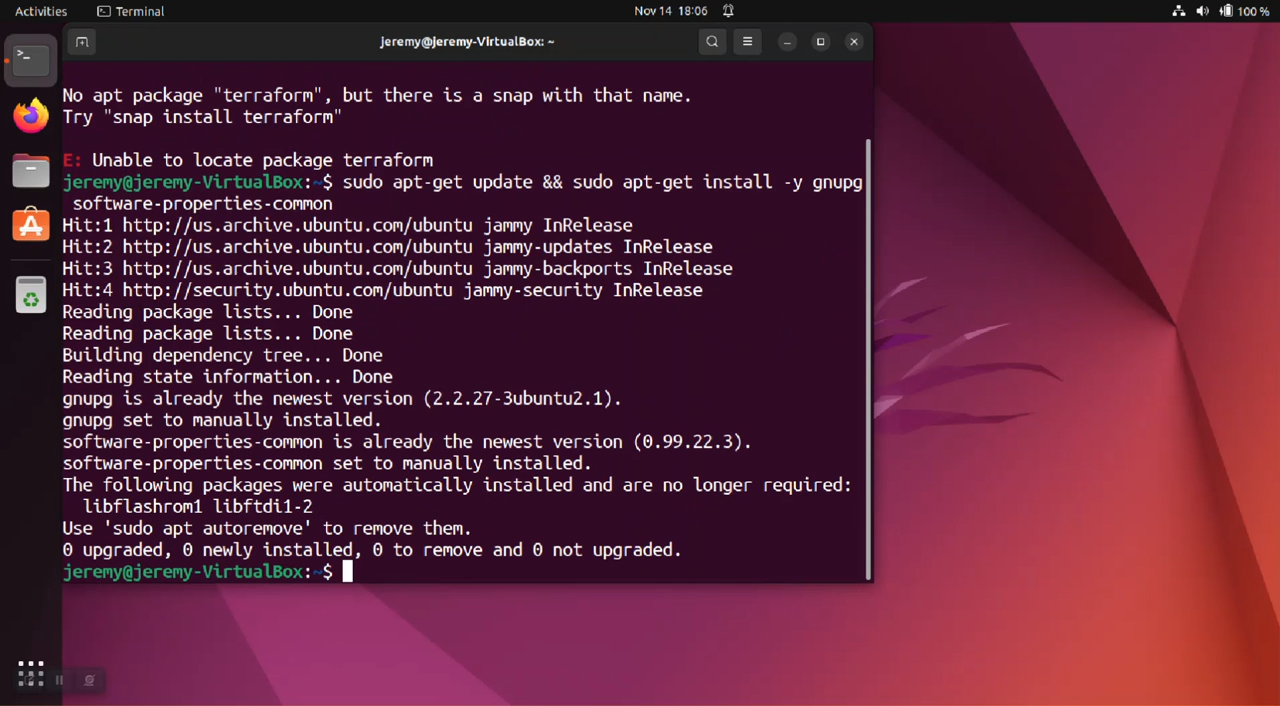 Activities
Terminal
Nov 14 18:06
100 %
jeremy@jeremy-VirtualBox: ~
No apt package "terraform", but there is a snap with that name.
Try "snap install terraform"
E: Unable to locate package terraform
jeremy@jeremy-VirtualBox:~$ sudo apt-get update && sudo apt-get install -y gnupg
software-properties-common
Hit:1 http://us.archive.ubuntu.com/ubuntu jammy InRelease
Hit:2 http://us.archive.ubuntu.com/ubuntu jammy-updates InRelease
Hit:3 http://us.archive.ubuntu.com/ubuntu jammy-backports InRelease
Hit:4 http://security.ubuntu.com/ubuntu jammy-security InRelease
Reading package lists... Done
Reading package lists... Done
Building dependency tree... Done
Reading state information... Done
gnupg is already the newest version (2.2.27-3ubuntu2.1).
gnupg set to manually installed.
software-properties-common is already the newest version (0.99.22.3).
software-properties-common set to manually installed.
The following packages were automatically installed and are no longer required:
libflashrom1 libftdi1-2
Use 'sudo apt autoremove' to remove them.
0 upgraded, 0 newly installed, 0 to remove and 0 not upgraded.
jeremy@jeremy-VirtualBox:~$